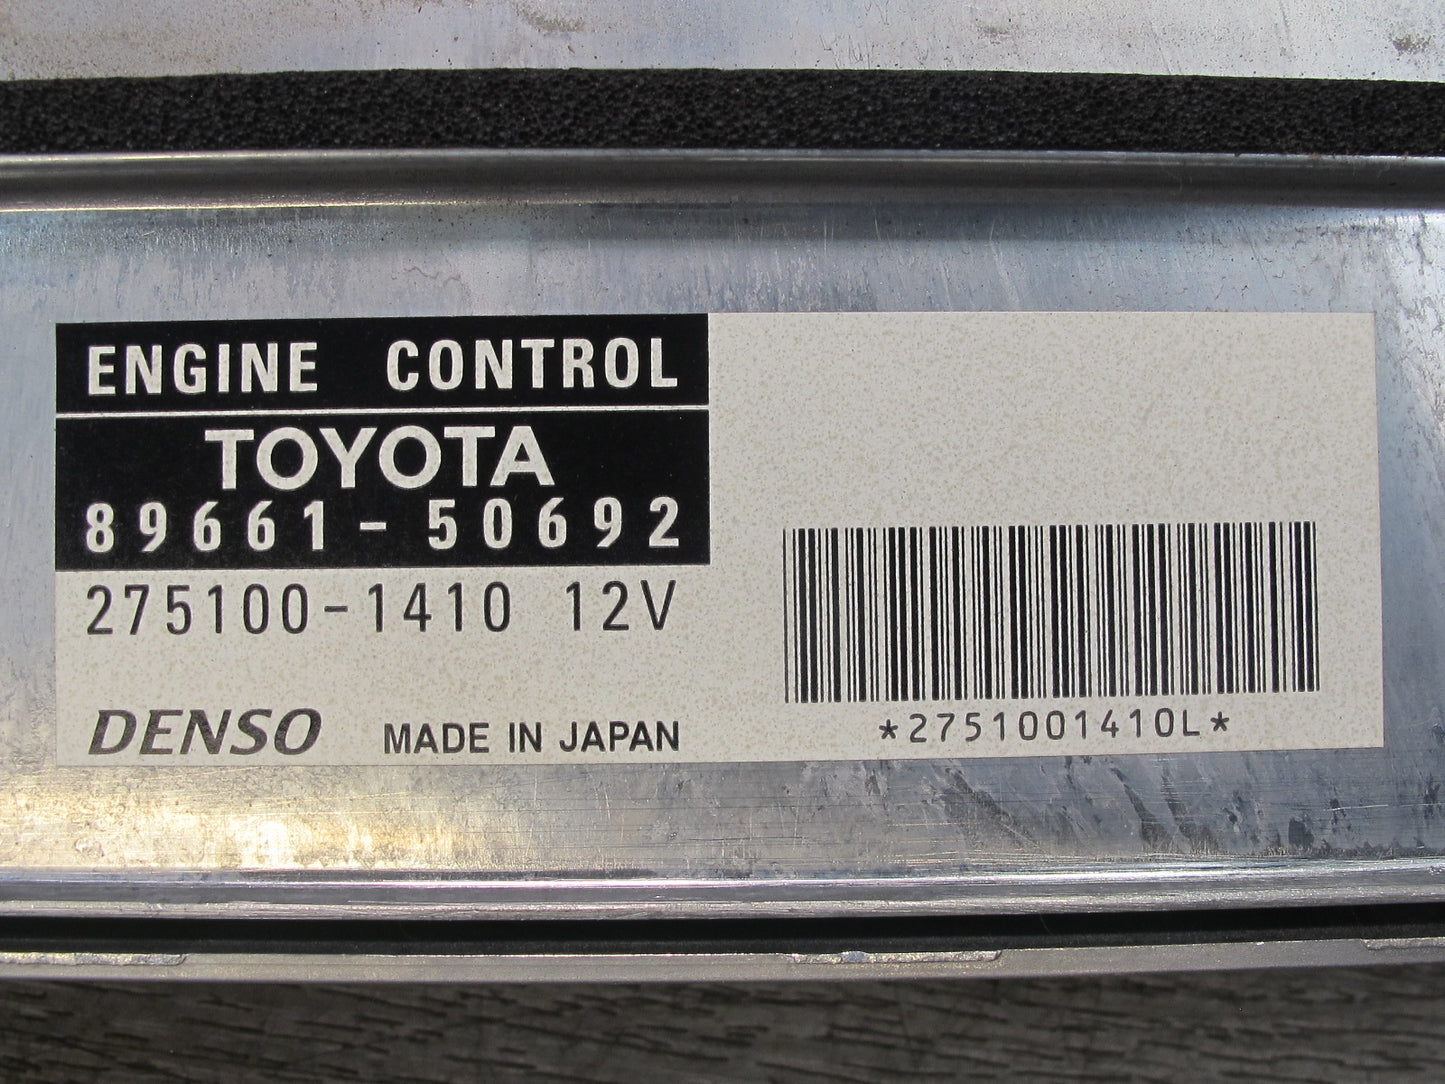 ENGINE CONTROL
TOYOTA
89661-50692
275100-1410 12V
DENSO MADE IN JAPAN
*2751001410L*